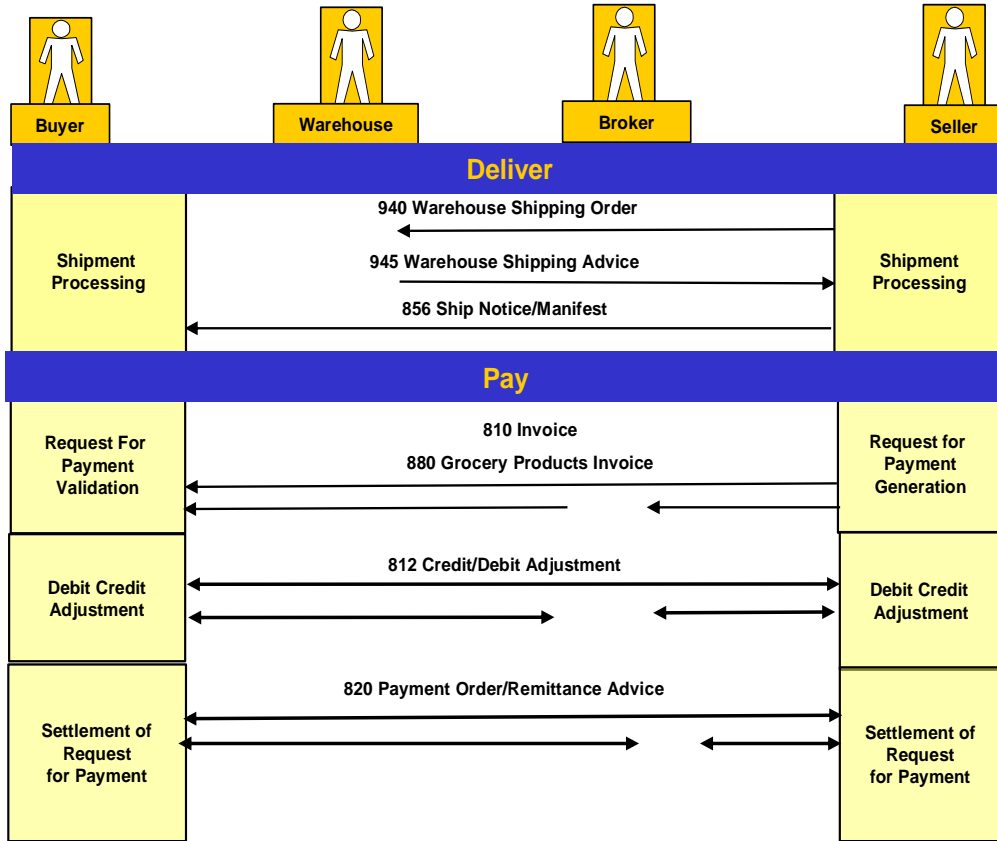 Buyer
Warehouse
Broker
Seller
Deliver
Shipment
Processing
940 Warehouse Shipping Order
945 Warehouse Shipping Advice
856 Ship Notice/Manifest
Shipment
Processing
Pay
Request For
Payment
Validation
810 Invoice
880 Grocery Products Invoice
Request for
Payment
Generation
Debit Credit
Adjustment
812 Credit/Debit Adjustment
Debit Credit
Adjustment
Settlement of
Request
for Payment
820 Payment Order/Remittance Advice
Settlement of
Request
for Payment